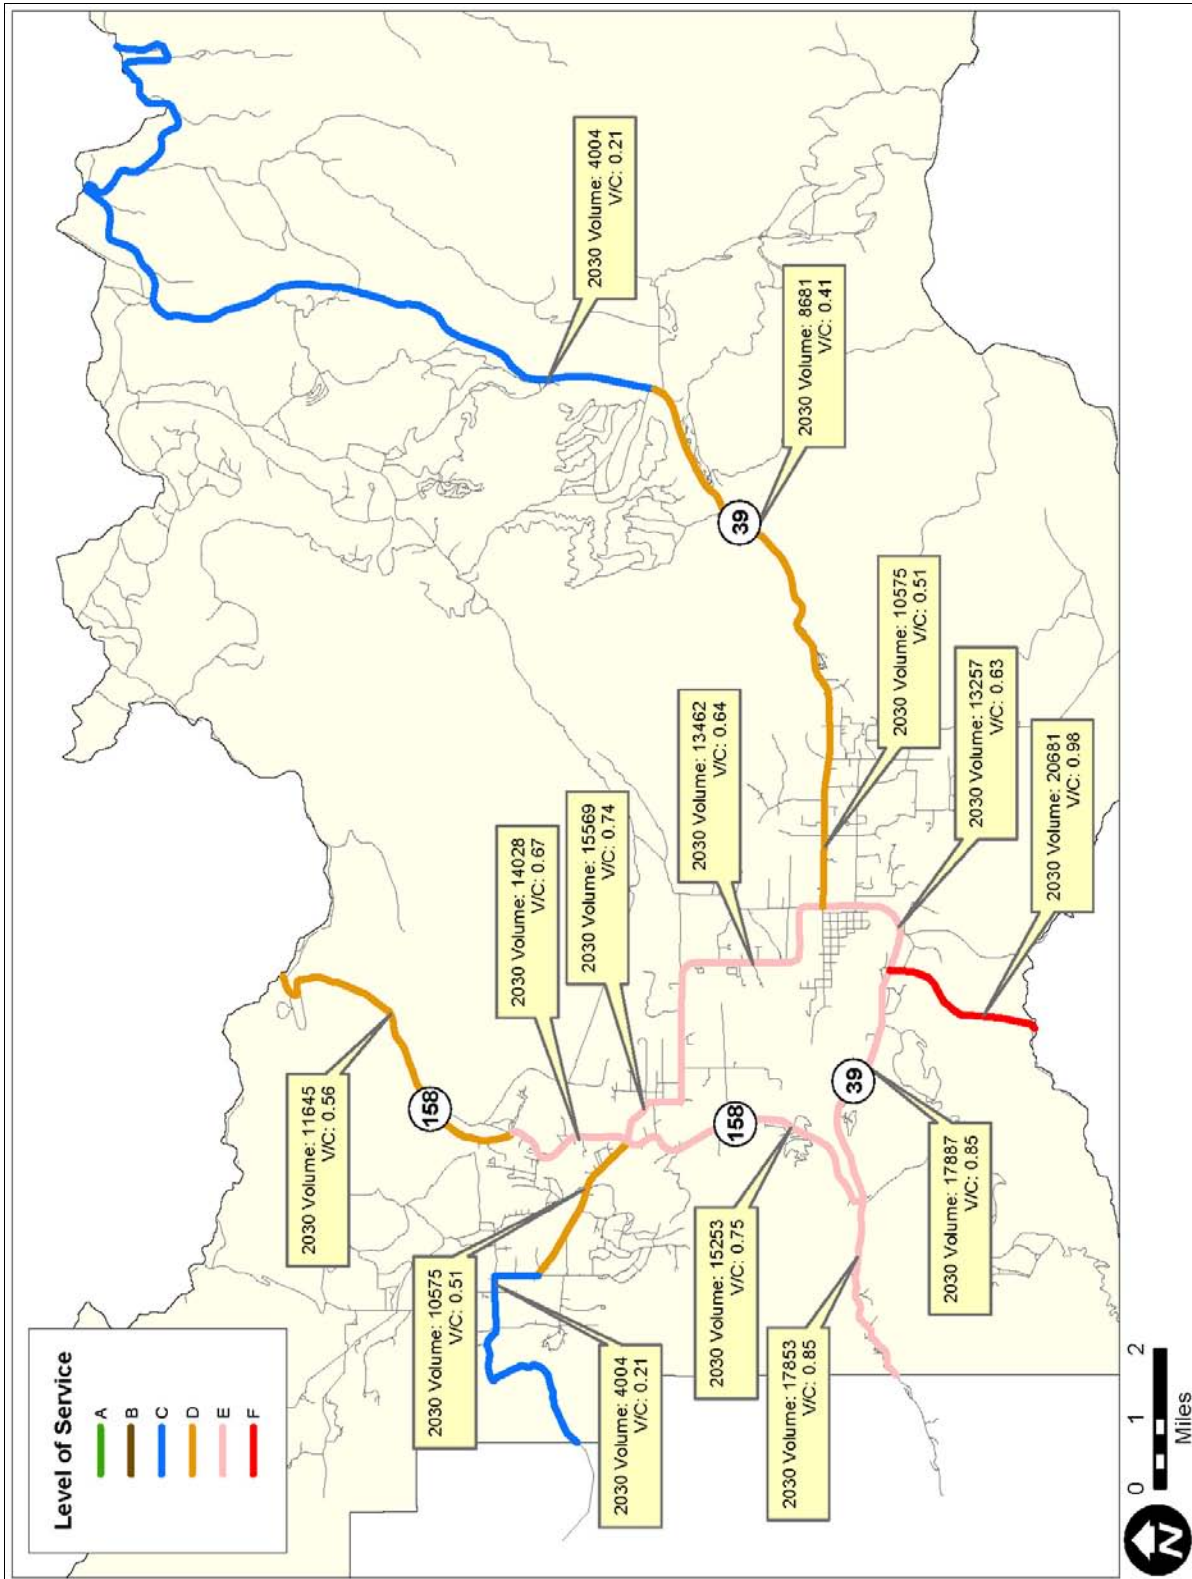 Level of Service
A
B
C
D
E
F
2030 Volume: 11645
V/C: 0.56
158
2030 Volume: 10575
V/C: 0.51
2030 Volume: 4004
V/C: 0.21
2030 Volume: 14028
V/C: 0.67
2030 Volume: 15569
V/C: 0.74
2030 Volume: 13462
V/C: 0.64
158
2030 Volume: 15253
V/C: 0.75
2030 Volume: 17853
V/C: 0.85
39
2030 Volume: 17887
V/C: 0.85
2030 Volume: 4004
V/C: 0.21
2030 Volume: 8681
V/C: 0.41
39
2030 Volume: 10575
V/C: 0.51
2030 Volume: 13257
V/C: 0.63
2030 Volume: 20681
V/C: 0.98
N
0 1 2
Miles